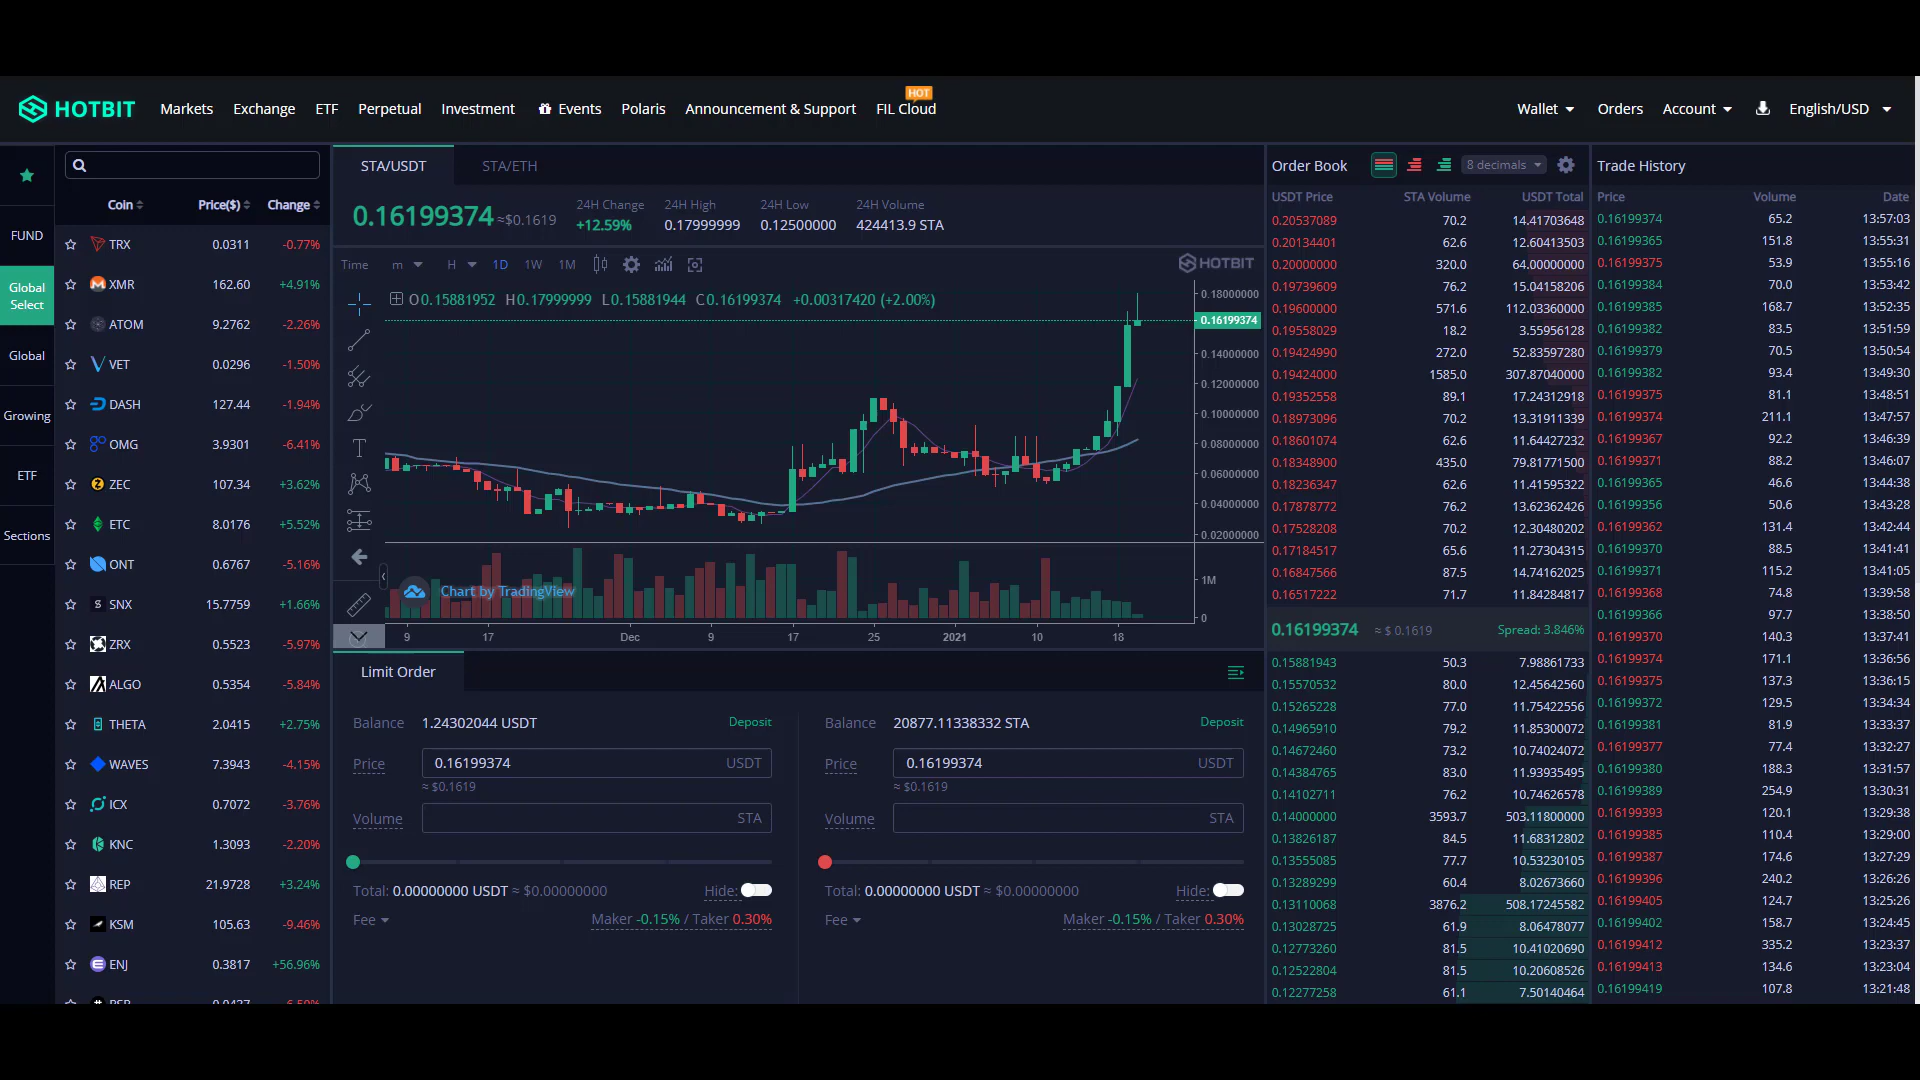 HOTBIT Markets Exchange ETF Perpetual Investment Events Polaris Announcement & Support FIL Cloud HOT Wallet Orders Account English/USD
FUND
Global Select
Global
Growing
ETF
Sections
Coin Price($) Change
TRX 0.0311 -0.77%
XMR 162.60 +4.91%
ATOM 9.2762 -2.26%
VET 0.0296 -1.50%
DASH 127.44 -1.94%
OMG 3.9301 -6.41%
ZEC 107.34 +3.62%
ETC 8.0176 +5.52%
ONT 0.6767 -5.16%
SNX 15.7759 +1.66%
ZRX 0.5523 -5.97%
ALGO 0.5354 -5.84%
THETA 2.0415 +2.75%
WAVES 7.3943 -4.15%
ICX 0.7072 -3.76%
KNC 1.3093 -2.20%
REP 21.9728 +3.24%
KSM 105.63 -9.46%
ENJ 0.3817 +56.96%
STA/USDT STA/ETH
0.16199374 ≈$0.1619
24H Change +12.59%
24H High 0.17999999
24H Low 0.12500000
24H Volume 424413.9 STA
Time m H 1D 1W 1M
HOTBIT
O0.15881952 H0.17999999 L0.15881944 C0.16199374 +0.00317420 (+2.00%)
0.18000000
0.16199374
0.14000000
0.12000000
0.10000000
0.08000000
0.06000000
0.04000000
0.02000000
1M
0
Chart by TradingView
9 17 Dec 9 17 25 2021 10 18
Limit Order
Balance 1.24302044 USDT Deposit
Price 0.16199374 USDT
≈ $0.1619
Volume STA
Total: 0.00000000 USDT ≈ $0.00000000 Hide:
Fee Maker -0.15% / Taker 0.30%
Balance 20877.11338332 STA Deposit
Price 0.16199374 USDT
≈ $0.1619
Volume STA
Total: 0.00000000 USDT ≈ $0.00000000 Hide:
Fee Maker -0.15% / Taker 0.30%
Order Book 8 decimals
USDT Price STA Volume USDT Total
0.20537089 70.2 14.41703648
0.20134401 62.6 12.60413503
0.20000000 320.0 64.00000000
0.19739609 76.2 15.04158206
0.19600000 571.6 112.03360000
0.19558029 18.2 3.55956128
0.19424990 272.0 52.83597280
0.19424000 1585.0 307.87040000
0.19352558 89.1 17.24312918
0.18973096 70.2 13.31911339
0.18601074 62.6 11.64427232
0.18348900 435.0 79.81771500
0.18236347 62.6 11.41595322
0.17878772 76.2 13.62362426
0.17528208 70.2 12.30480202
0.17184517 65.6 11.27304315
0.16847566 87.5 14.74162025
0.16517222 71.7 11.84284817
0.16199374 ≈ $ 0.1619 Spread: 3.846%
0.15881943 50.3 7.98861733
0.15570532 80.0 12.45642560
0.15265228 77.0 11.75422556
0.14965910 79.2 11.85300072
0.14672460 73.2 10.74024072
0.14384765 83.0 11.93935495
0.14102711 76.2 10.74626578
0.14000000 3593.7 503.11800000
0.13826187 84.5 11.68312802
0.13555085 77.7 10.53230105
0.13289299 60.4 8.02673660
0.13110068 3876.2 508.17245582
0.13028725 61.9 8.06478077
0.12773260 81.5 10.41020690
0.12522804 81.5 10.20608526
0.12277258 61.1 7.50140464
Trade History
Price Volume Date
0.16199374 65.2 13:57:03
0.16199365 151.8 13:55:31
0.16199375 53.9 13:55:16
0.16199384 70.0 13:53:42
0.16199385 168.7 13:52:35
0.16199382 83.5 13:51:59
0.16199379 70.5 13:50:54
0.16199382 93.4 13:49:30
0.16199375 81.1 13:48:51
0.16199374 211.1 13:47:57
0.16199367 92.2 13:46:39
0.16199371 88.2 13:46:07
0.16199365 46.6 13:44:38
0.16199356 50.6 13:43:28
0.16199362 131.4 13:42:44
0.16199370 88.5 13:41:41
0.16199371 115.2 13:41:05
0.16199368 74.8 13:39:58
0.16199366 97.7 13:38:50
0.16199370 140.3 13:37:41
0.16199374 171.1 13:36:56
0.16199375 137.3 13:36:15
0.16199372 129.5 13:34:34
0.16199381 81.9 13:33:37
0.16199377 77.4 13:32:27
0.16199380 188.3 13:31:57
0.16199389 254.9 13:30:31
0.16199393 120.1 13:29:38
0.16199385 110.4 13:29:00
0.16199387 174.6 13:27:29
0.16199396 240.2 13:26:26
0.16199405 124.7 13:25:26
0.16199402 158.7 13:24:45
0.16199412 335.2 13:23:37
0.16199413 134.6 13:23:04
0.16199419 107.8 13:21:48